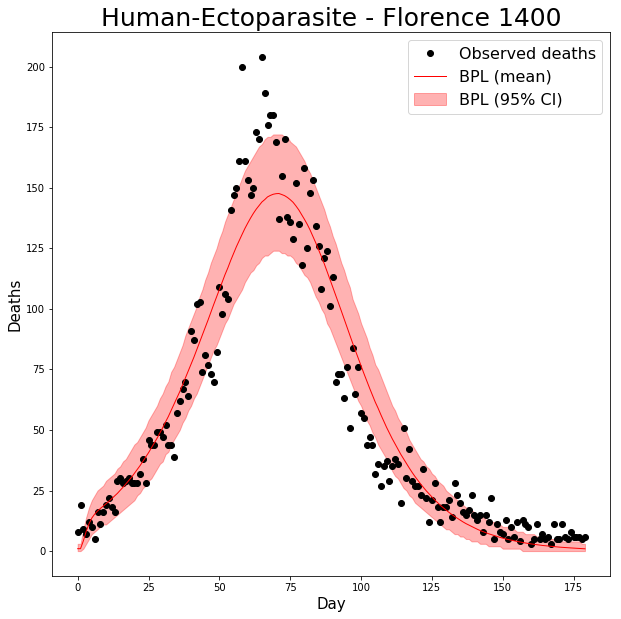 Human-Ectoparasite - Florence 1400
Observed deaths
BPL (mean)
BPL (95% CI)
Deaths
200
175
150
125
100
75
50
25
0
0 25 50 75 100 125 150 175
Day